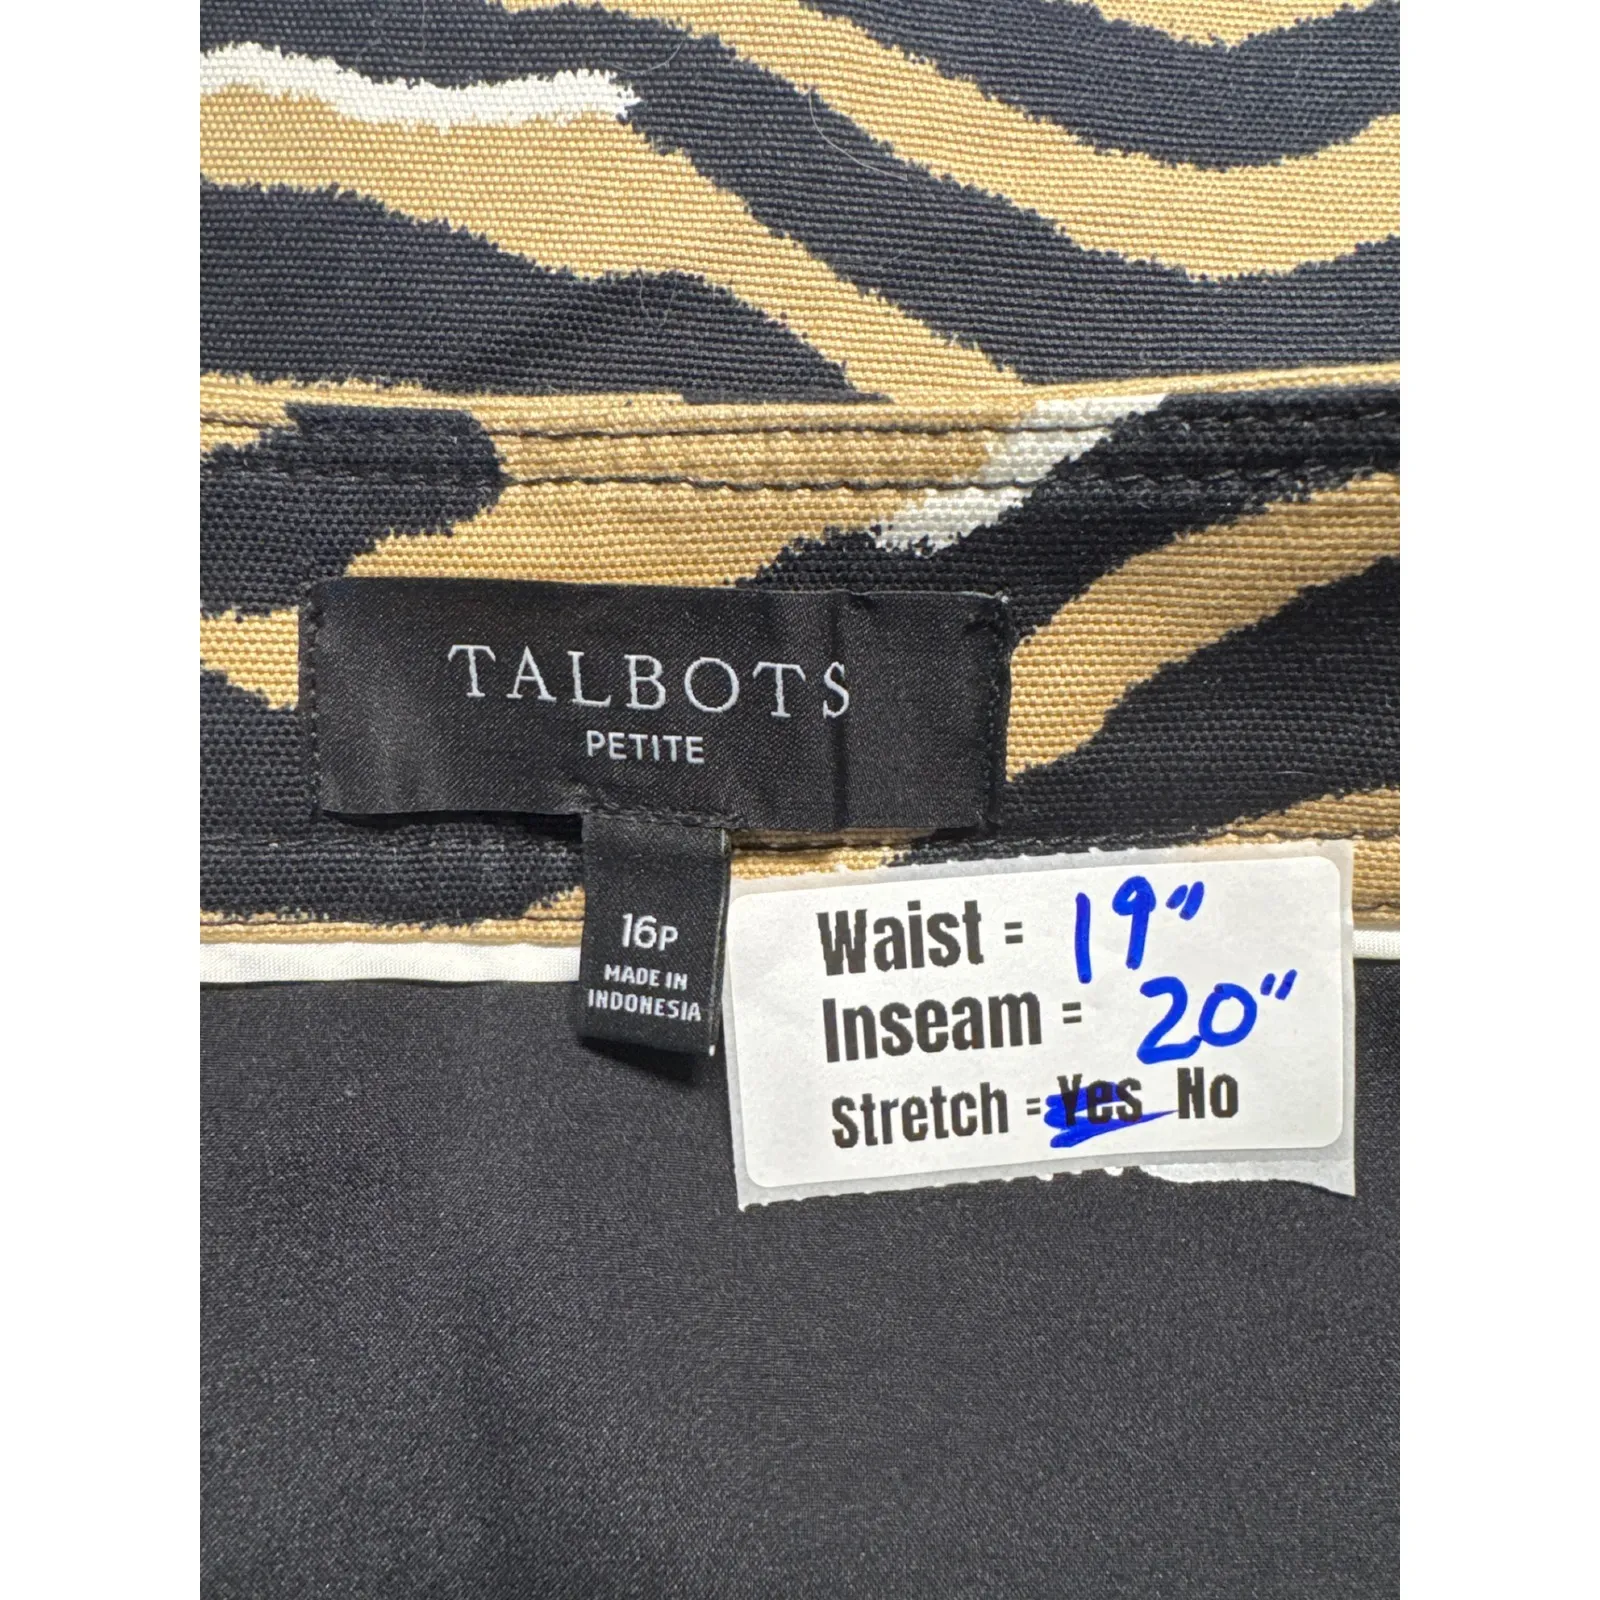 TALBOTS
PETITE
16P
MADE IN
INDONESIA
Waist = 19"
Inseam = 20"
Stretch = Yes No